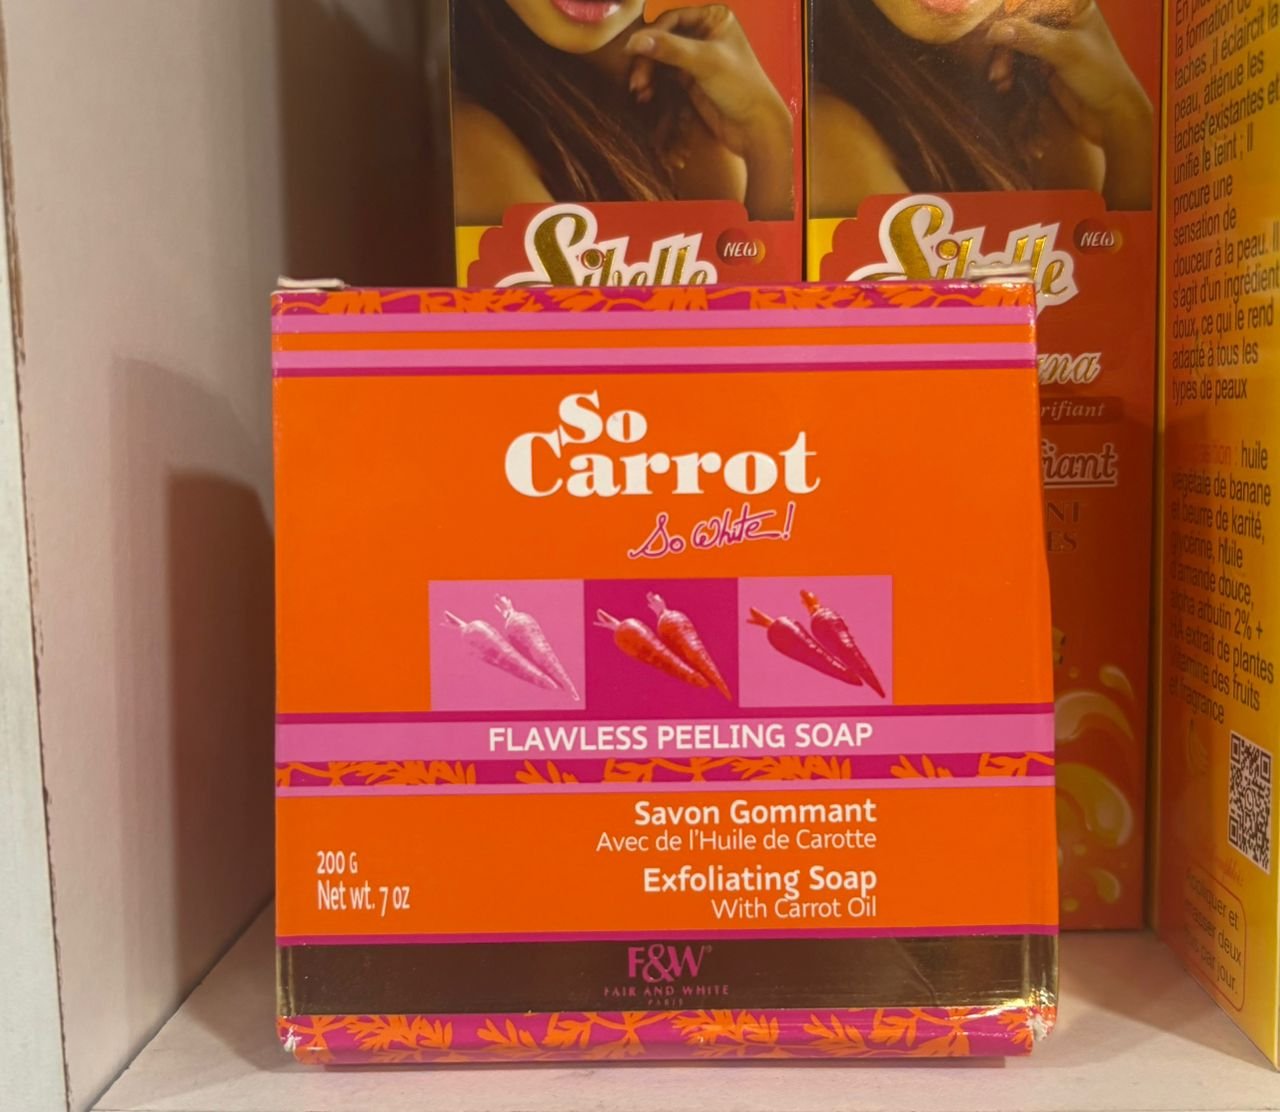 Sibelle
NEW
Sibelle
NEW
So
Carrot
So White!
FLAWLESS PEELING SOAP
Savon Gommant
Avec de l'Huile de Carotte
200 G
Net wt. 7 oz
Exfoliating Soap
With Carrot Oil
F&W
FAIR AND WHITE
PARIS
la formation de
taches ,il éclaircit la
peau, atténue les
taches existantes et
unifie le teint ; Il
procure une
sensation de
douceur à la peau. Il
s'agit d'un ingrédient
doux, ce qui le rend
adapté à tous les
types de peaux
huile
végétale de banane
et beurre de karité,
glycérine, huile
d'amande douce,
alpha arbutin 2% +
HA extrait de plantes
vitamine des fruits
et fragrance
Appliquer et
masser deux
fois par jour.